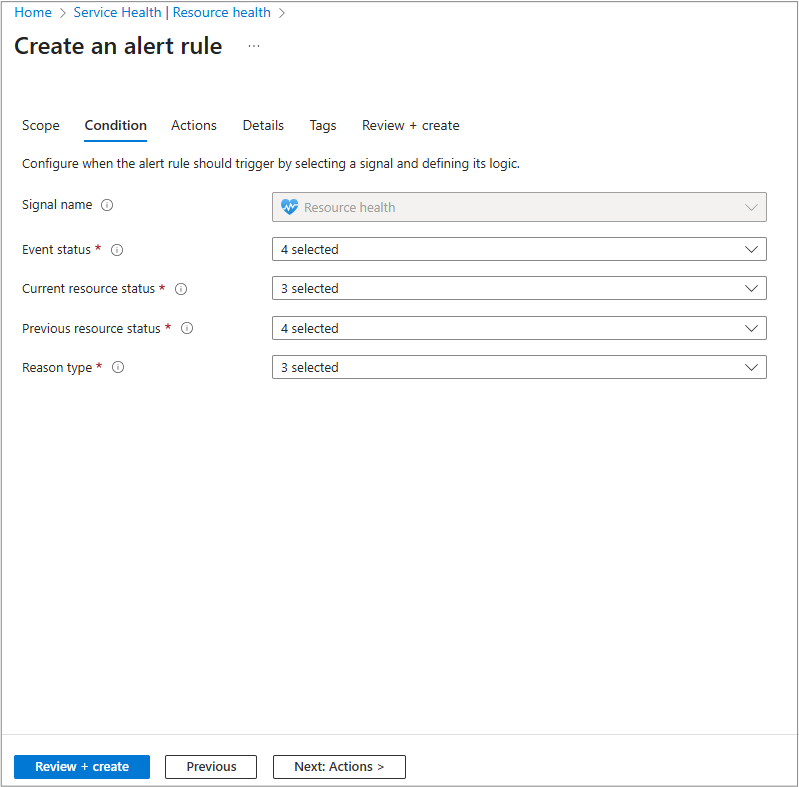 Home > Service Health | Resource health >
Create an alert rule ...
Scope Condition Actions Details Tags Review + create
Configure when the alert rule should trigger by selecting a signal and defining its logic.
Signal name Resource health
Event status * 4 selected
Current resource status * 3 selected
Previous resource status * 4 selected
Reason type * 3 selected
Review + create Previous Next: Actions >